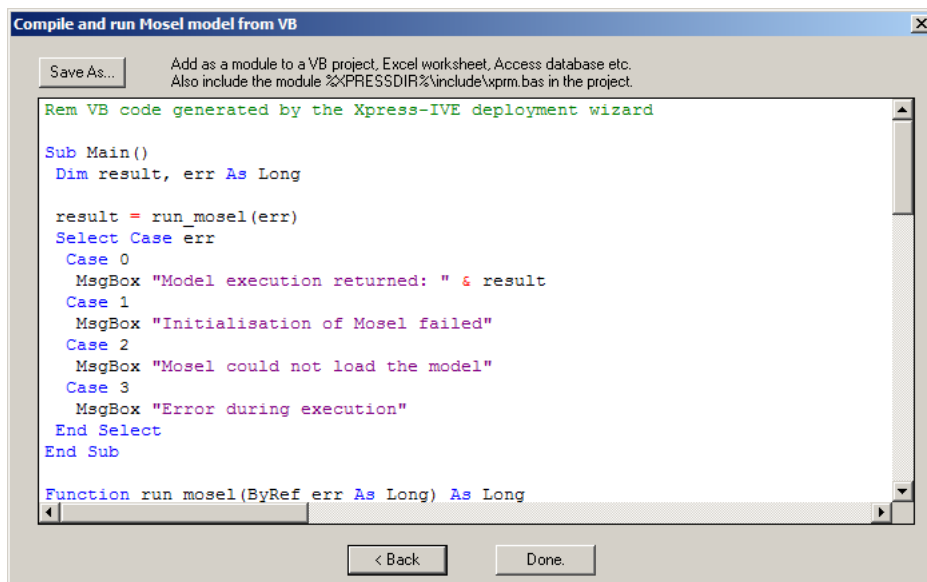 Compile and run Mosel model from VB
Save As...
Add as a module to a VB project, Excel worksheet, Access database etc.
Also include the module %XPRESSDIR%\include\xprm.bas in the project.
Rem VB code generated by the Xpress-IVE deployment wizard
Sub Main()
Dim result, err As Long
result = run_mosel(err)
Select Case err
Case 0
MsgBox "Model execution returned: " & result
Case 1
MsgBox "Initialisation of Mosel failed"
Case 2
MsgBox "Mosel could not load the model"
Case 3
MsgBox "Error during execution"
End Select
End Sub
Function run_mosel(ByRef err As Long) As Long
< Back
Done.